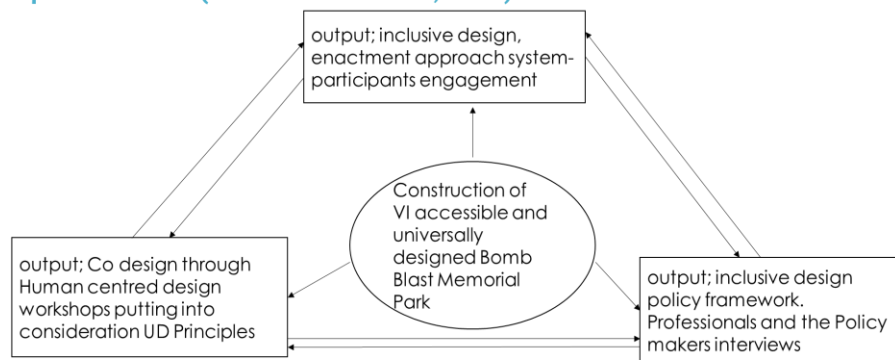 output; inclusive design,
enactment approach system-
participants engagement
Construction of
VI accessible and
universally
designed Bomb
Blast Memorial
Park
output; Co design through
Human centred design
workshops putting into
consideration UD Principles
output; inclusive design
policy framework.
Professionals and the Policy
makers interviews